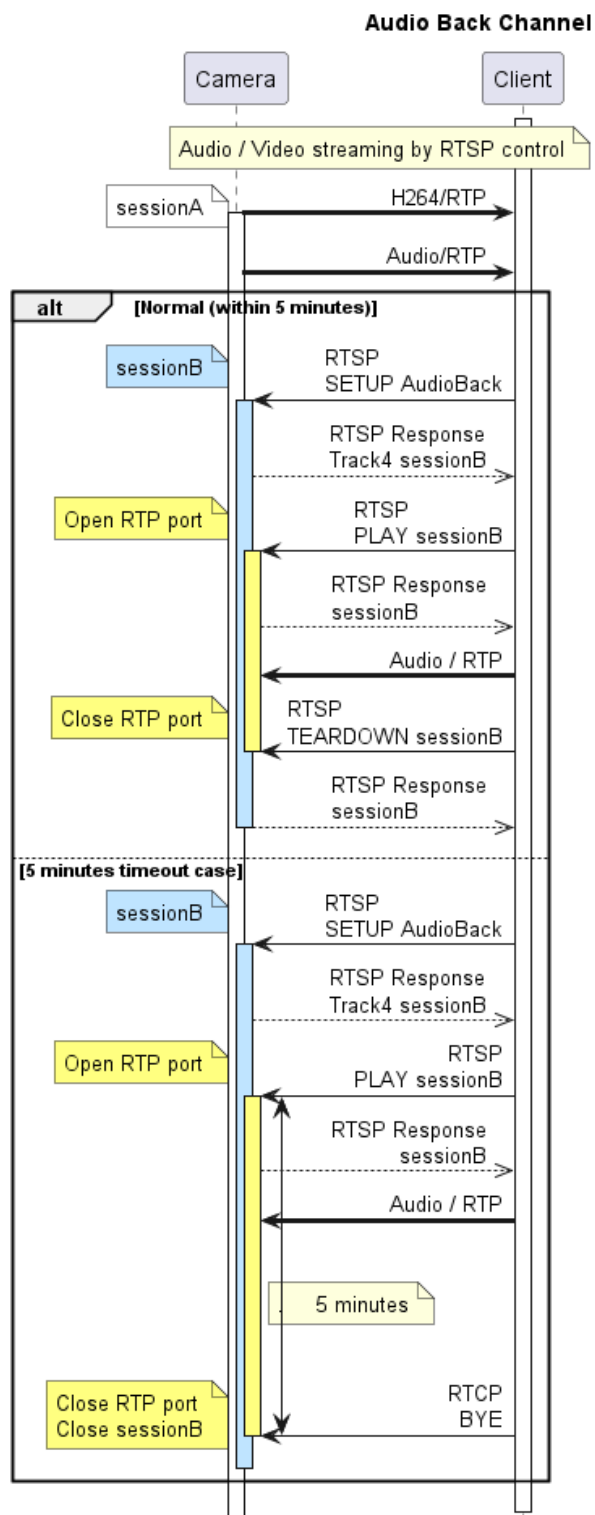 Audio Back Channel
Camera
Client
Audio / Video streaming by RTSP control
sessionA
H264/RTP
Audio/RTP
alt
[Normal (within 5 minutes)]
sessionB
RTSP
SETUP AudioBack
RTSP Response
Track4 sessionB
Open RTP port
RTSP
PLAY sessionB
RTSP Response
sessionB
Audio / RTP
Close RTP port
RTSP
TEARDOWN sessionB
RTSP Response
sessionB
[5 minutes timeout case]
sessionB
RTSP
SETUP AudioBack
RTSP Response
Track4 sessionB
Open RTP port
RTSP
PLAY sessionB
RTSP Response
sessionB
Audio / RTP
. 5 minutes
Close RTP port
Close sessionB
RTCP
BYE